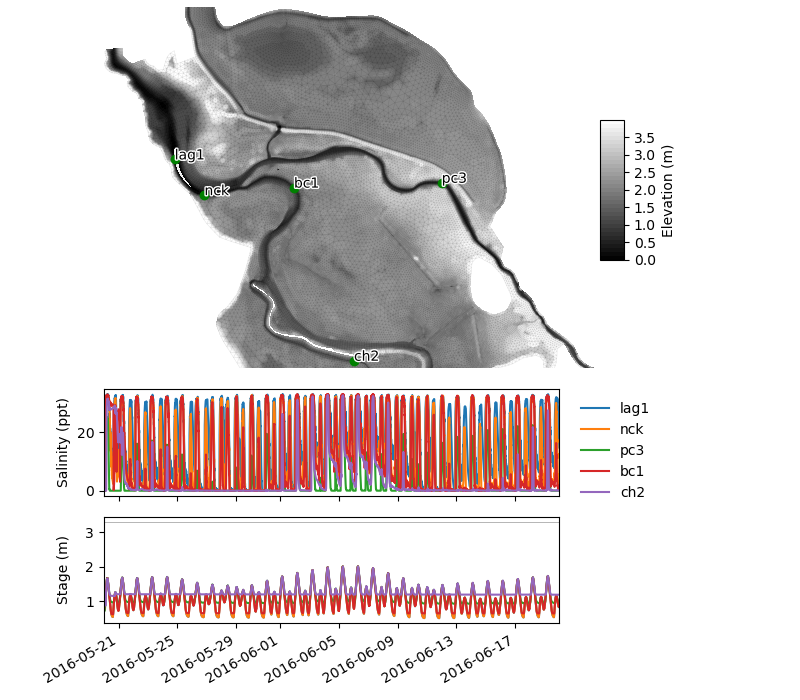 lag1
nck
bc1
pc3
ch2
3.5
3.0
2.5
2.0
1.5
1.0
0.5
0.0
Elevation (m)
Salinity (ppt)
20
0
lag1
nck
pc3
bc1
ch2
Stage (m)
3
2
1
2016-05-21
2016-05-25
2016-05-29
2016-06-01
2016-06-05
2016-06-09
2016-06-13
2016-06-17